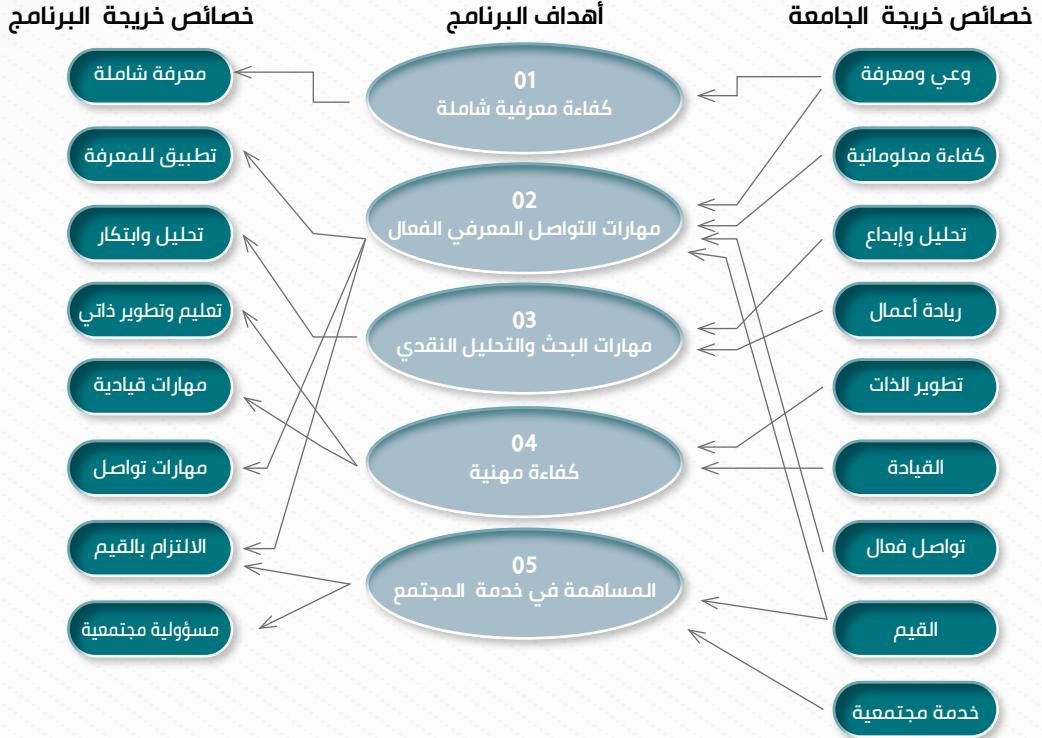 خصائص خريجة الجامعة
وعي ومعرفة
كفاءة معلوماتية
تحليل وإبداع
ريادة أعمال
تطوير الذات
القيادة
تواصل فعال
القيم
خدمة مجتمعية
أهداف البرنامج
01
كفاءة معرفية شاملة
02
مهارات التواصل المعرفي الفعال
03
مهارات البحث والتحليل النقدي
04
كفاءة مهنية
05
المساهمة في خدمة المجتمع
خصائص خريجة البرنامج
معرفة شاملة
تطبيق للمعرفة
تحليل وابتكار
تعليم وتطوير ذاتي
مهارات قيادية
مهارات تواصل
الالتزام بالقيم
مسؤولية مجتمعية